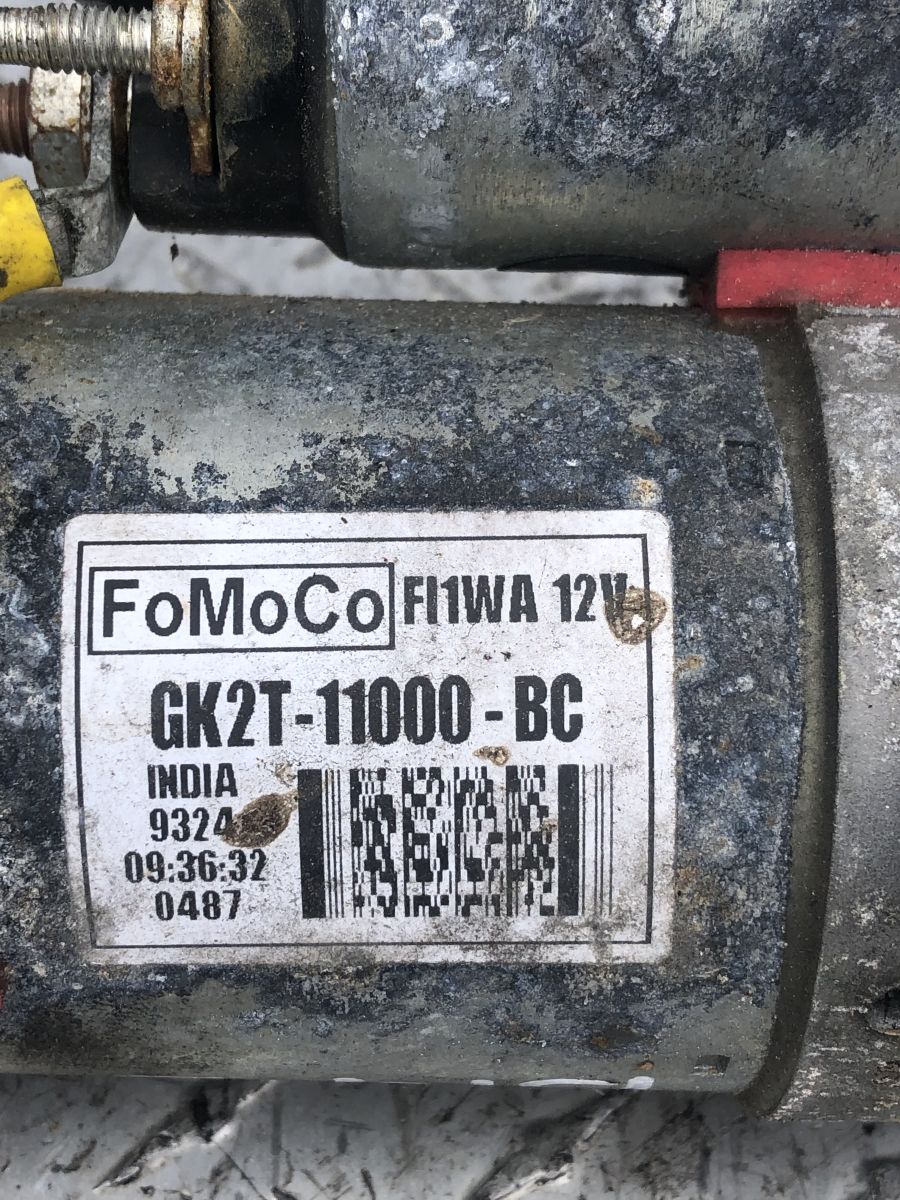 FoMoCo FI1WA 12V
GK2T-11000-BC
INDIA
9324
09:36:32
0487